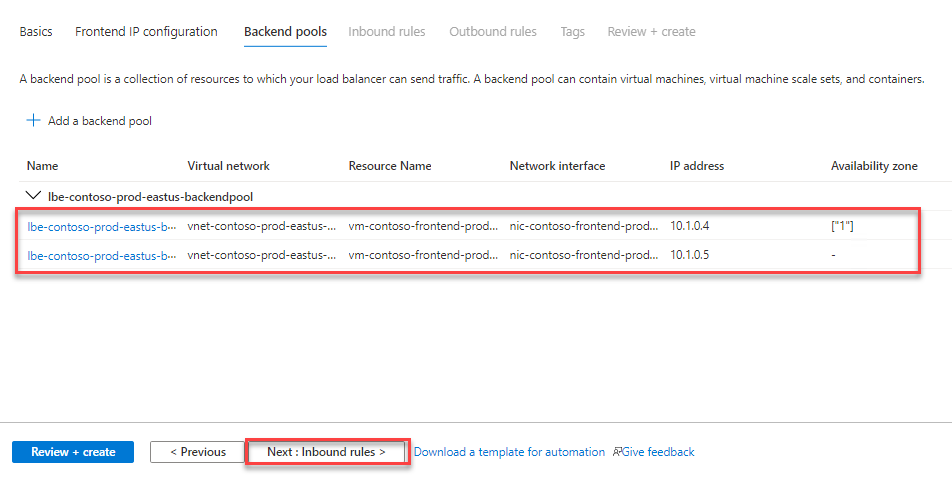 Basics Frontend IP configuration Backend pools Inbound rules Outbound rules Tags Review + create
A backend pool is a collection of resources to which your load balancer can send traffic. A backend pool can contain virtual machines, virtual machine scale sets, and containers.
+ Add a backend pool
Name Virtual network Resource Name Network interface IP address Availability zone
lbe-contoso-prod-eastus-backendpool
lbe-contoso-prod-eastus-b··· vnet-contoso-prod-eastus-... vm-contoso-frontend-prod... nic-contoso-frontend-prod... 10.1.0.4 ["1"]
lbe-contoso-prod-eastus-b··· vnet-contoso-prod-eastus-... vm-contoso-frontend-prod... nic-contoso-frontend-prod... 10.1.0.5 -
Review + create < Previous Next : Inbound rules > Download a template for automation Give feedback